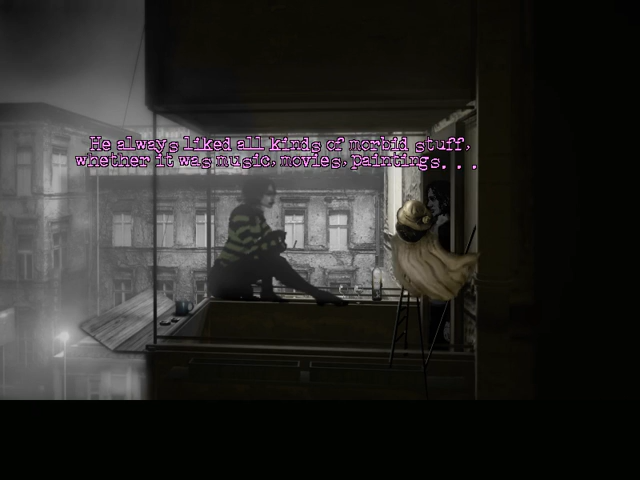 He always liked all kinds of morbid stuff,
whether it was music, movies, paintings. . .